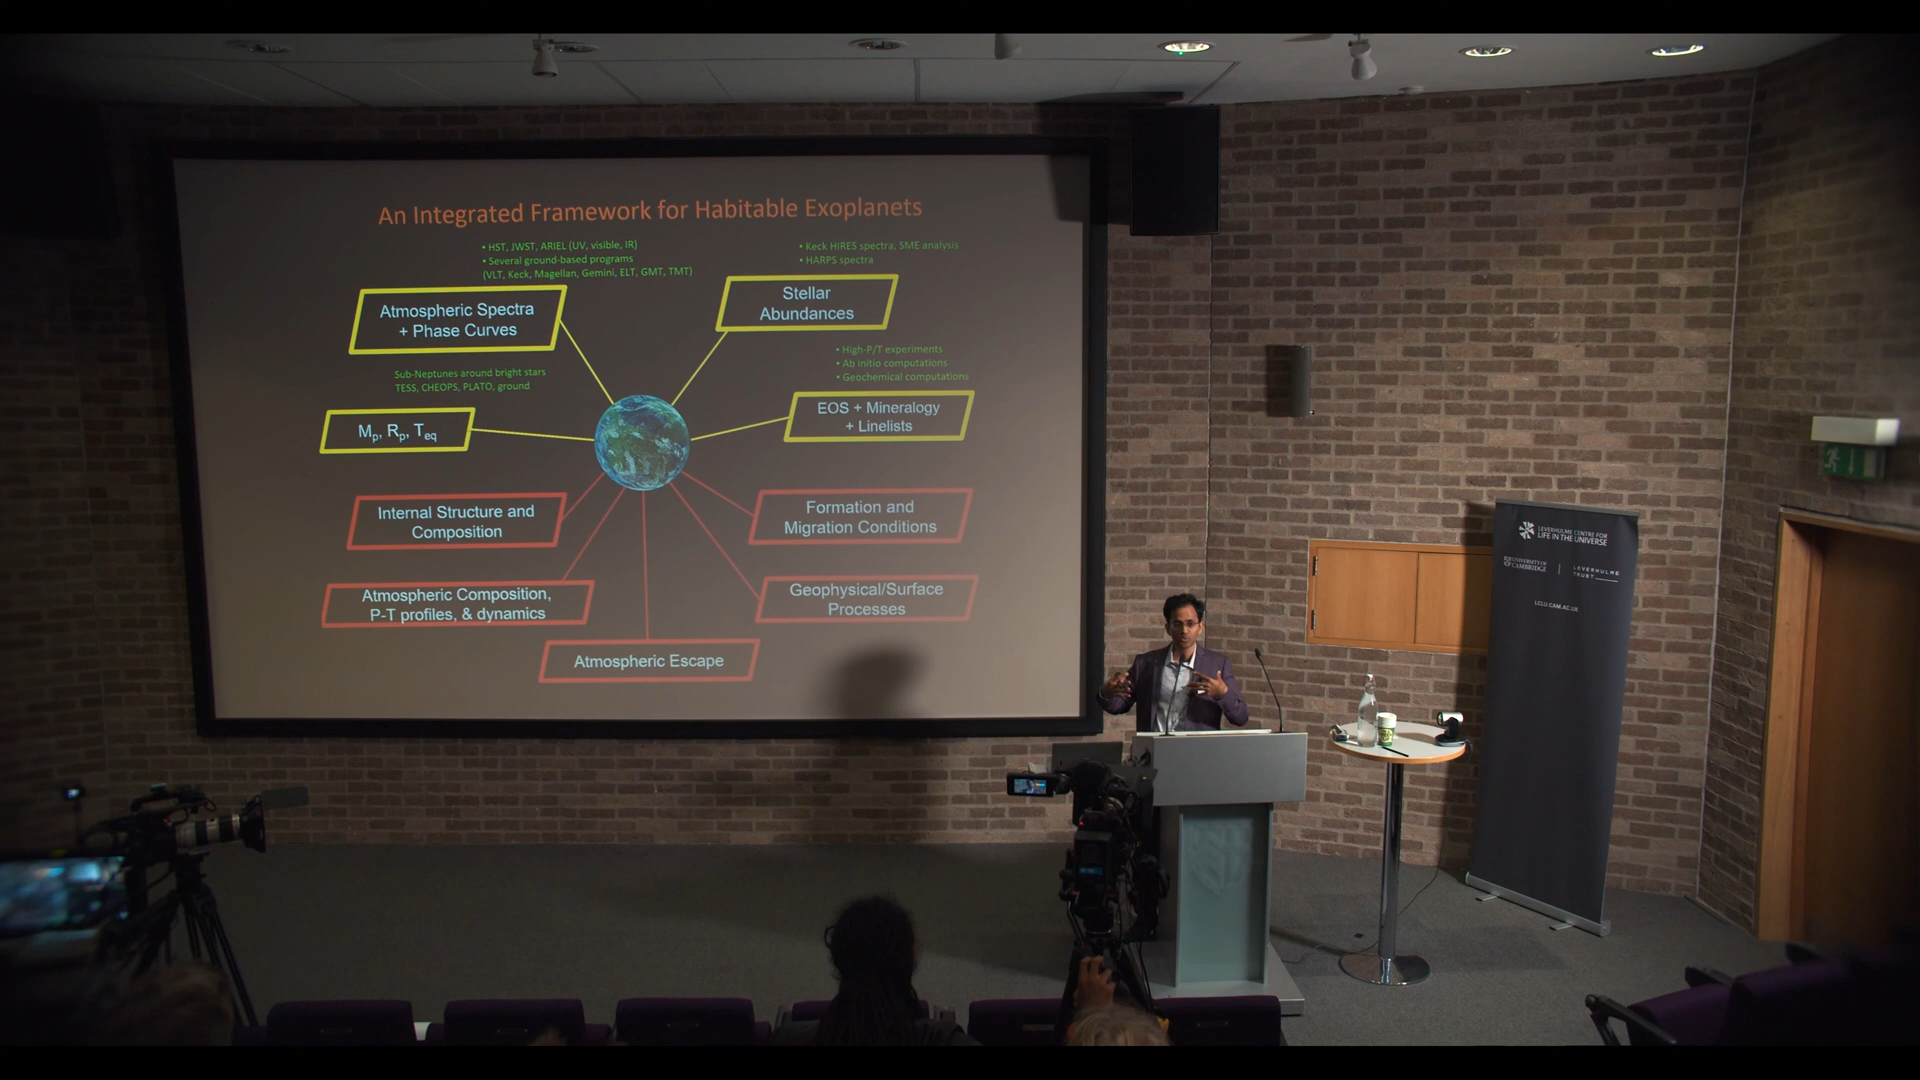 An Integrated Framework for Habitable Exoplanets
• HST, JWST, ARIEL (UV, visible, IR)
• Several ground-based programs
(VLT, Keck, Magellan, Gemini, ELT, GMT, TMT)
• Keck HIRES spectra, SME analysis
• HARPS spectra
Atmospheric Spectra
+ Phase Curves
Stellar
Abundances
• High-P/T experiments
• Ab initio computations
• Geochemical computations
Sub-Neptunes around bright stars
TESS, CHEOPS, PLATO, ground
Mp, Rp, Teq
EOS + Mineralogy
+ Linelists
Internal Structure and
Composition
Formation and
Migration Conditions
Atmospheric Composition,
P-T profiles, & dynamics
Geophysical/Surface
Processes
Atmospheric Escape
LEVERHULME CENTRE FOR
LIFE IN THE UNIVERSE
UNIVERSITY OF
CAMBRIDGE
LEVERHULME
TRUST
LCLU.CAM.AC.UK